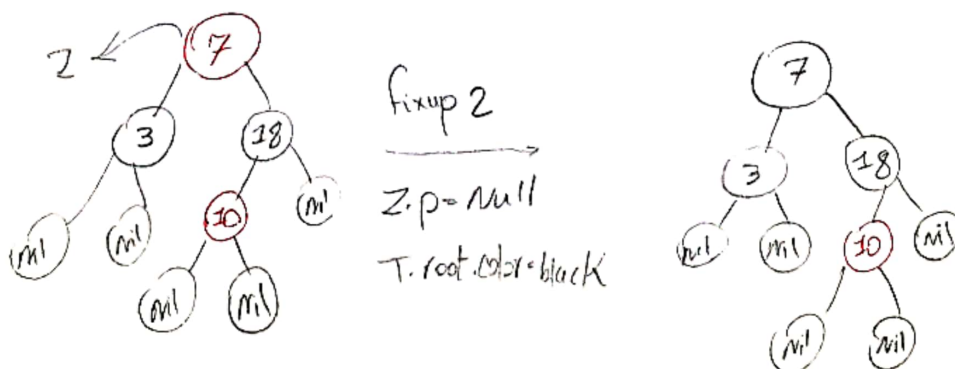 Z
7
3
18
10
nil
nil
nil
nil
nil
fixup 2
Z.p = Null
T.root.color = black
7
3
18
nil
nil
10
nil
nil
nil